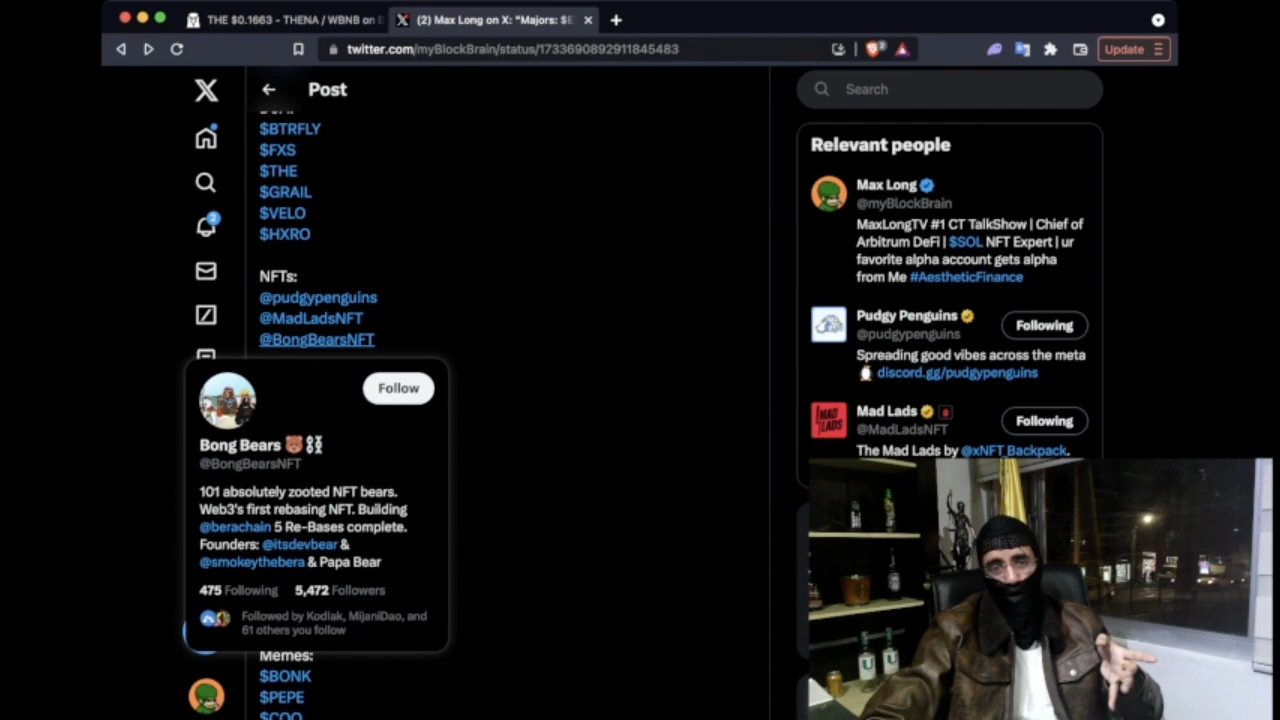 THE $0.1663 - THENA / WBNB on B
(2) Max Long on X: "Majors: $E
twitter.com/myBlockBrain/status/1733690892911845483
2
Update
Post
Search
$BTRFLY
$FXS
$THE
$GRAIL
$VELO
$HXRO
NFTs:
@pudgypenguins
@MadLadsNFT
@BongBearsNFT
2
Follow
Bong Bears
@BongBearsNFT
101 absolutely zooted NFT bears.
Web3's first rebasing NFT. Building
@berachain 5 Re-Bases complete.
Founders: @itsdevbear &
@smokeythebera & Papa Bear
475 Following 5,472 Followers
Followed by Kodiak, MijaniDao, and
61 others you follow
Memes:
$BONK
$PEPE
Relevant people
Max Long
@myBlockBrain
MaxLongTV #1 CT TalkShow | Chief of
Arbitrum DeFi | $SOL NFT Expert | ur
favorite alpha account gets alpha
from Me #AestheticFinance
Pudgy Penguins
@pudgypenguins
Following
Spreading good vibes across the meta
discord.gg/pudgypenguins
MAD
LADS
Mad Lads
@MadLadsNFT
Following
The Mad Lads by @xNFT_Backpack.